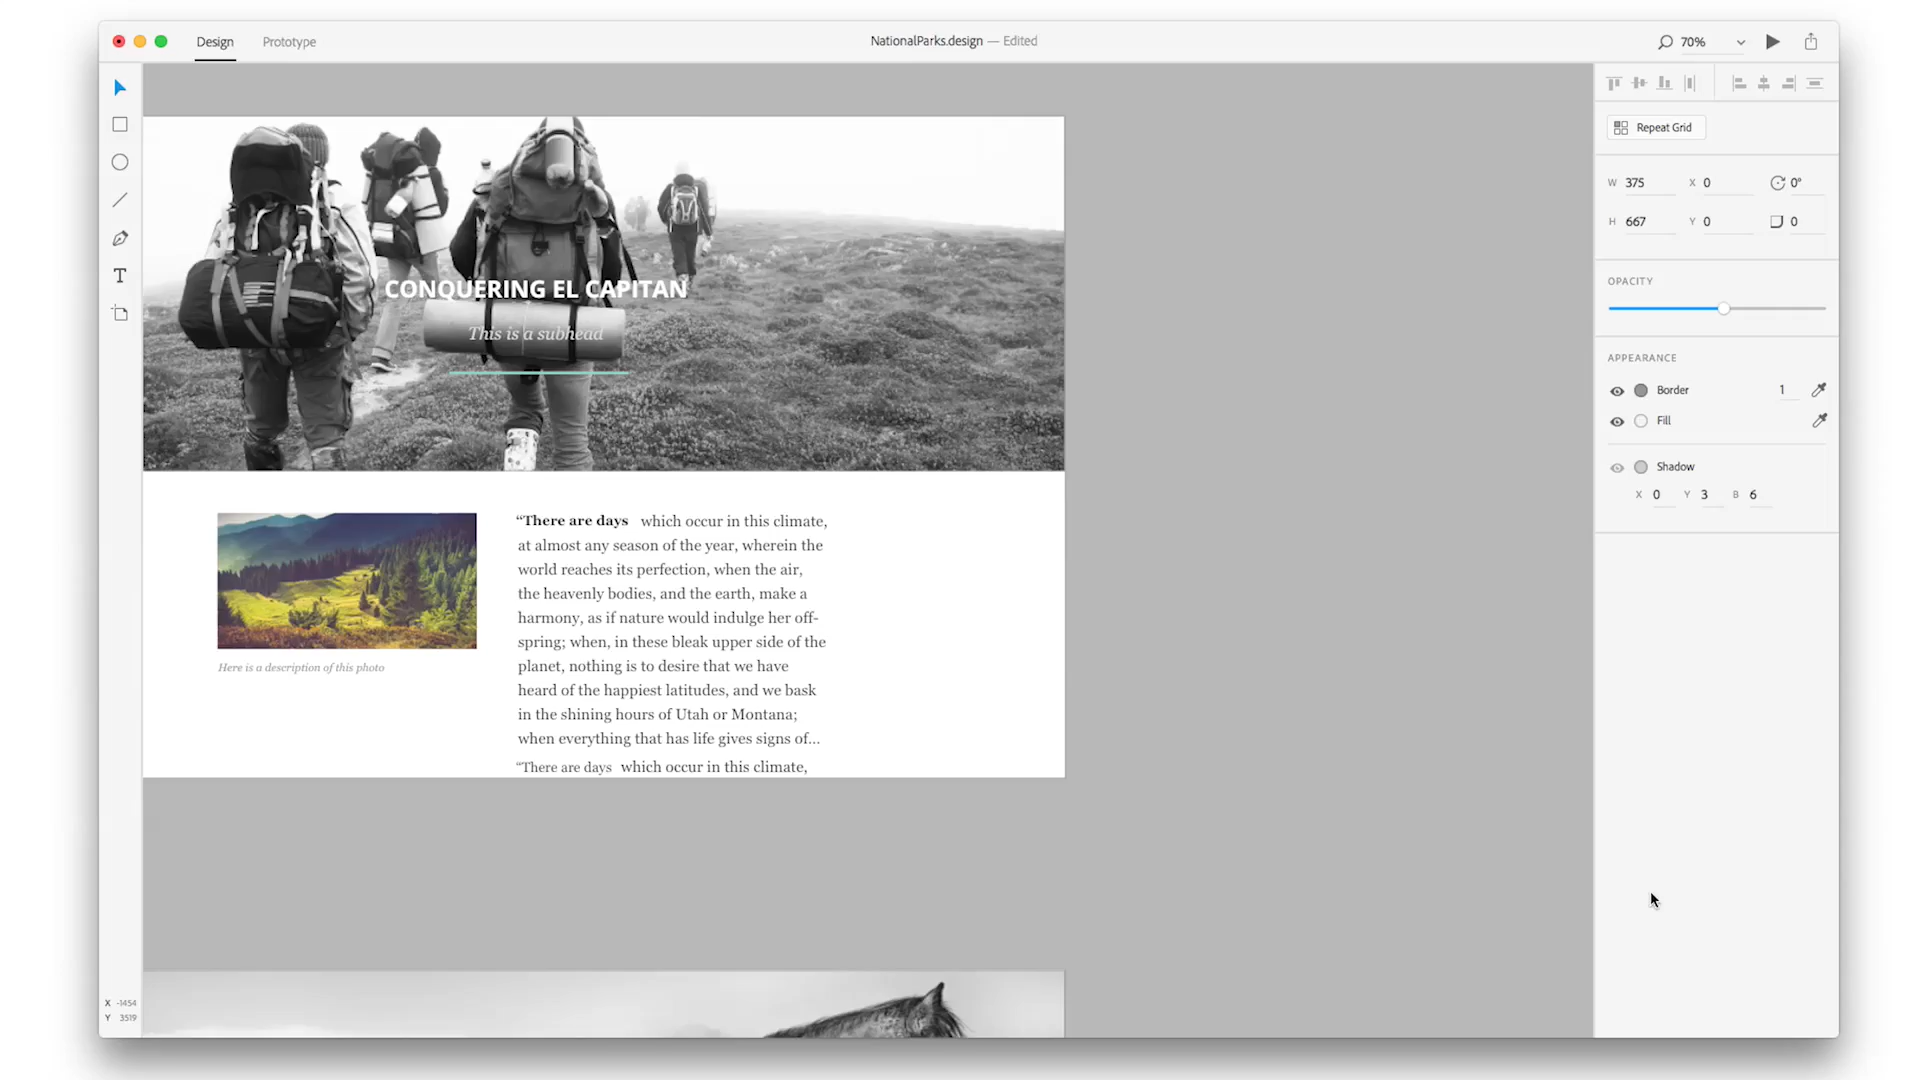 Design Prototype NationalParks.design — Edited 70%
Repeat Grid
W 375 X 0 0°
H 667 Y 0 0
OPACITY
APPEARANCE
Border 1
Fill
Shadow
X 0 Y 3 B 6
T
CONQUERING EL CAPITAN
This is a subhead
Here is a description of this photo
“There are days which occur in this climate,
at almost any season of the year, wherein the
world reaches its perfection, when the air,
the heavenly bodies, and the earth, make a
harmony, as if nature would indulge her off-
spring; when, in these bleak upper side of the
planet, nothing is to desire that we have
heard of the happiest latitudes, and we bask
in the shining hours of Utah or Montana;
when everything that has life gives signs of...
“There are days which occur in this climate,
X -1454
Y 3519